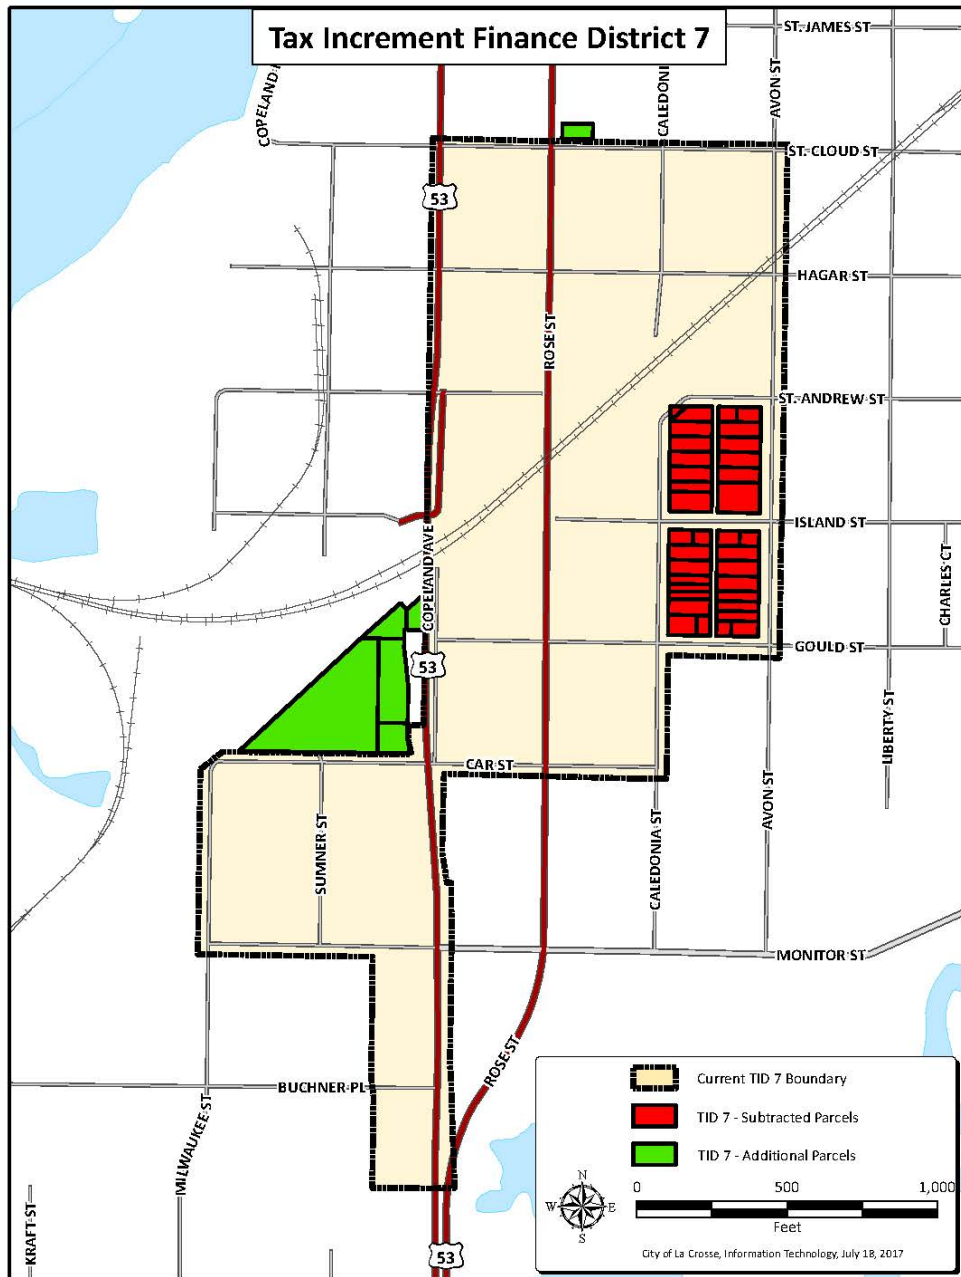 Tax Increment Finance District 7
ST. JAMES ST
COPELAND
CALEDONI
AVON ST
ST. CLOUD ST
53
HAGAR ST
ROSE ST
ST. ANDREW ST
ISLAND ST
COPELAND AVE
CHARLES CT
GOULD ST
53
LIBERTY ST
CAR ST
AVON ST
SUMNER ST
CALEDONIA ST
MONITOR ST
ROSE ST
BUCHNER PL
MILWAUKEE ST
KRAFT ST
53
Current TID 7 Boundary
TID 7 - Subtracted Parcels
TID 7 - Additional Parcels
N
W E
S
0 500 1,000
Feet
City of La Crosse, Information Technology, July 18, 2017